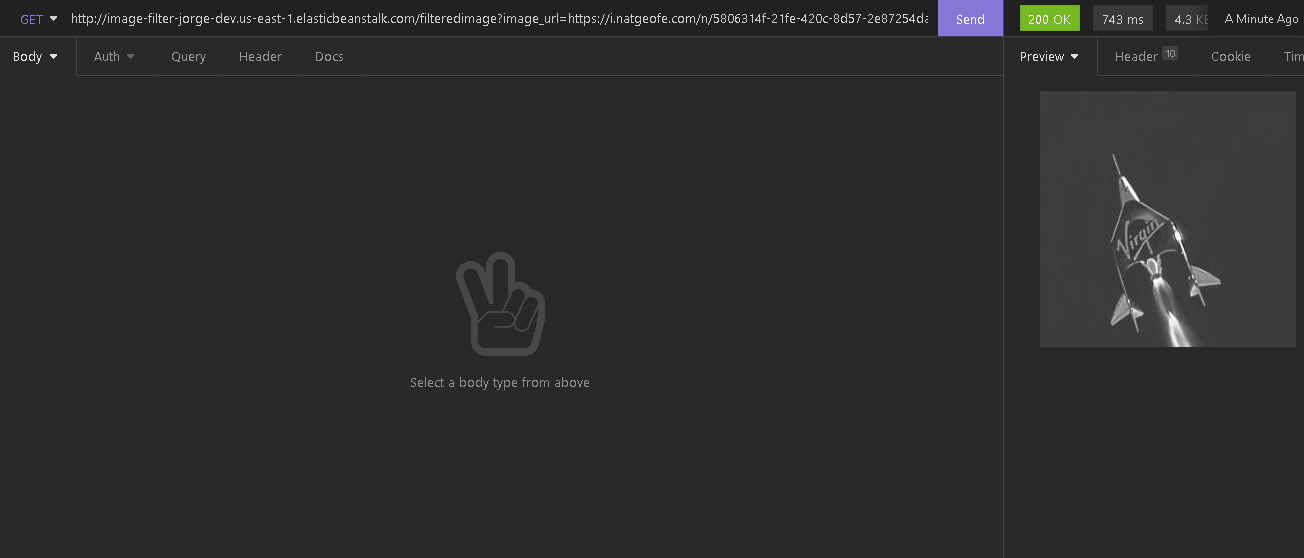 GET http://image-filter-jorge-dev.us-east-1.elasticbeanstalk.com/filteredimage?image_url=https://i.natgeofe.com/n/5806314f-21fe-420c-8d57-2e87254da Send 200 OK 743 ms 4.3 KB A Minute Ago
Body Auth Query Header Docs Preview Header 10 Cookie Tim
Virgin
Select a body type from above